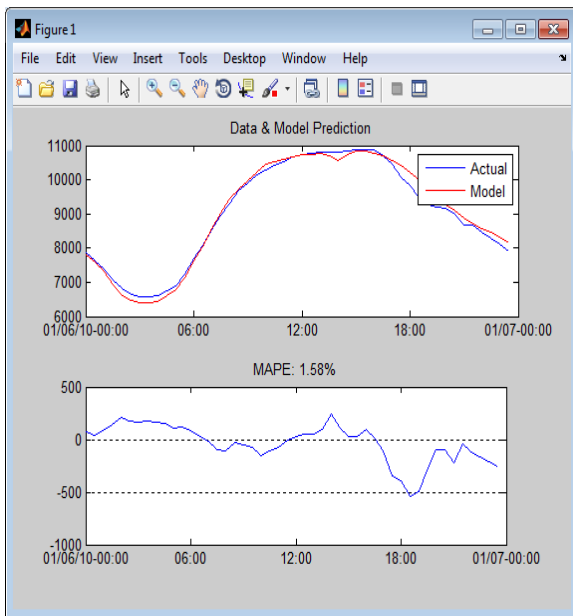 Figure 1
File Edit View Insert Tools Desktop Window Help
Data & Model Prediction
11000
10000
9000
8000
7000
6000
Actual
Model
01/06/10-00:00 06:00 12:00 18:00 01/07-00:00
MAPE: 1.58%
500
0
-500
-1000
01/06/10-00:00 06:00 12:00 18:00 01/07-00:00